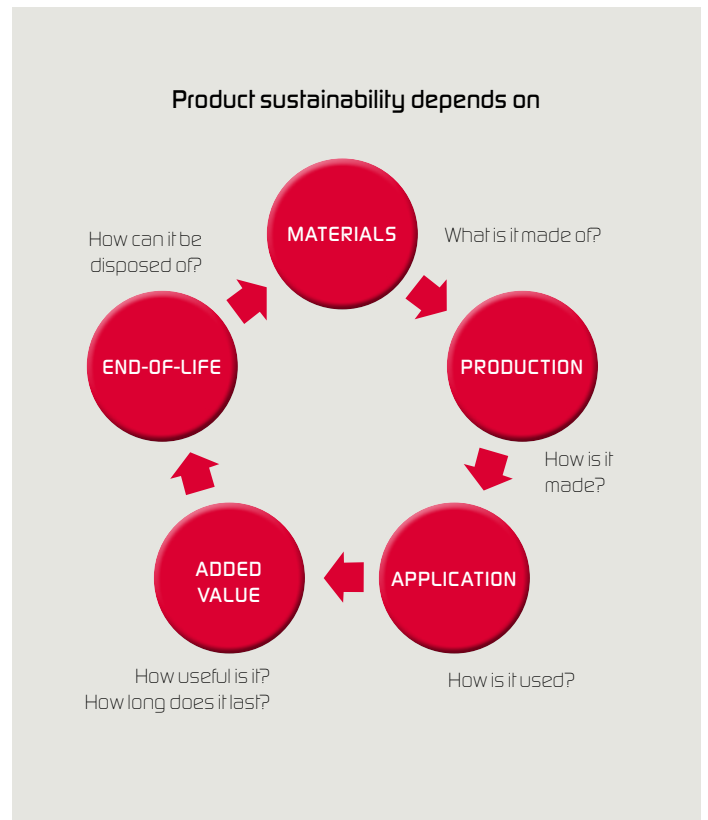 Product sustainability depends on
MATERIALS
What is it made of?
PRODUCTION
How is it
made?
APPLICATION
How is it used?
ADDED
VALUE
How useful is it?
How long does it last?
END-OF-LIFE
How can it be
disposed of?